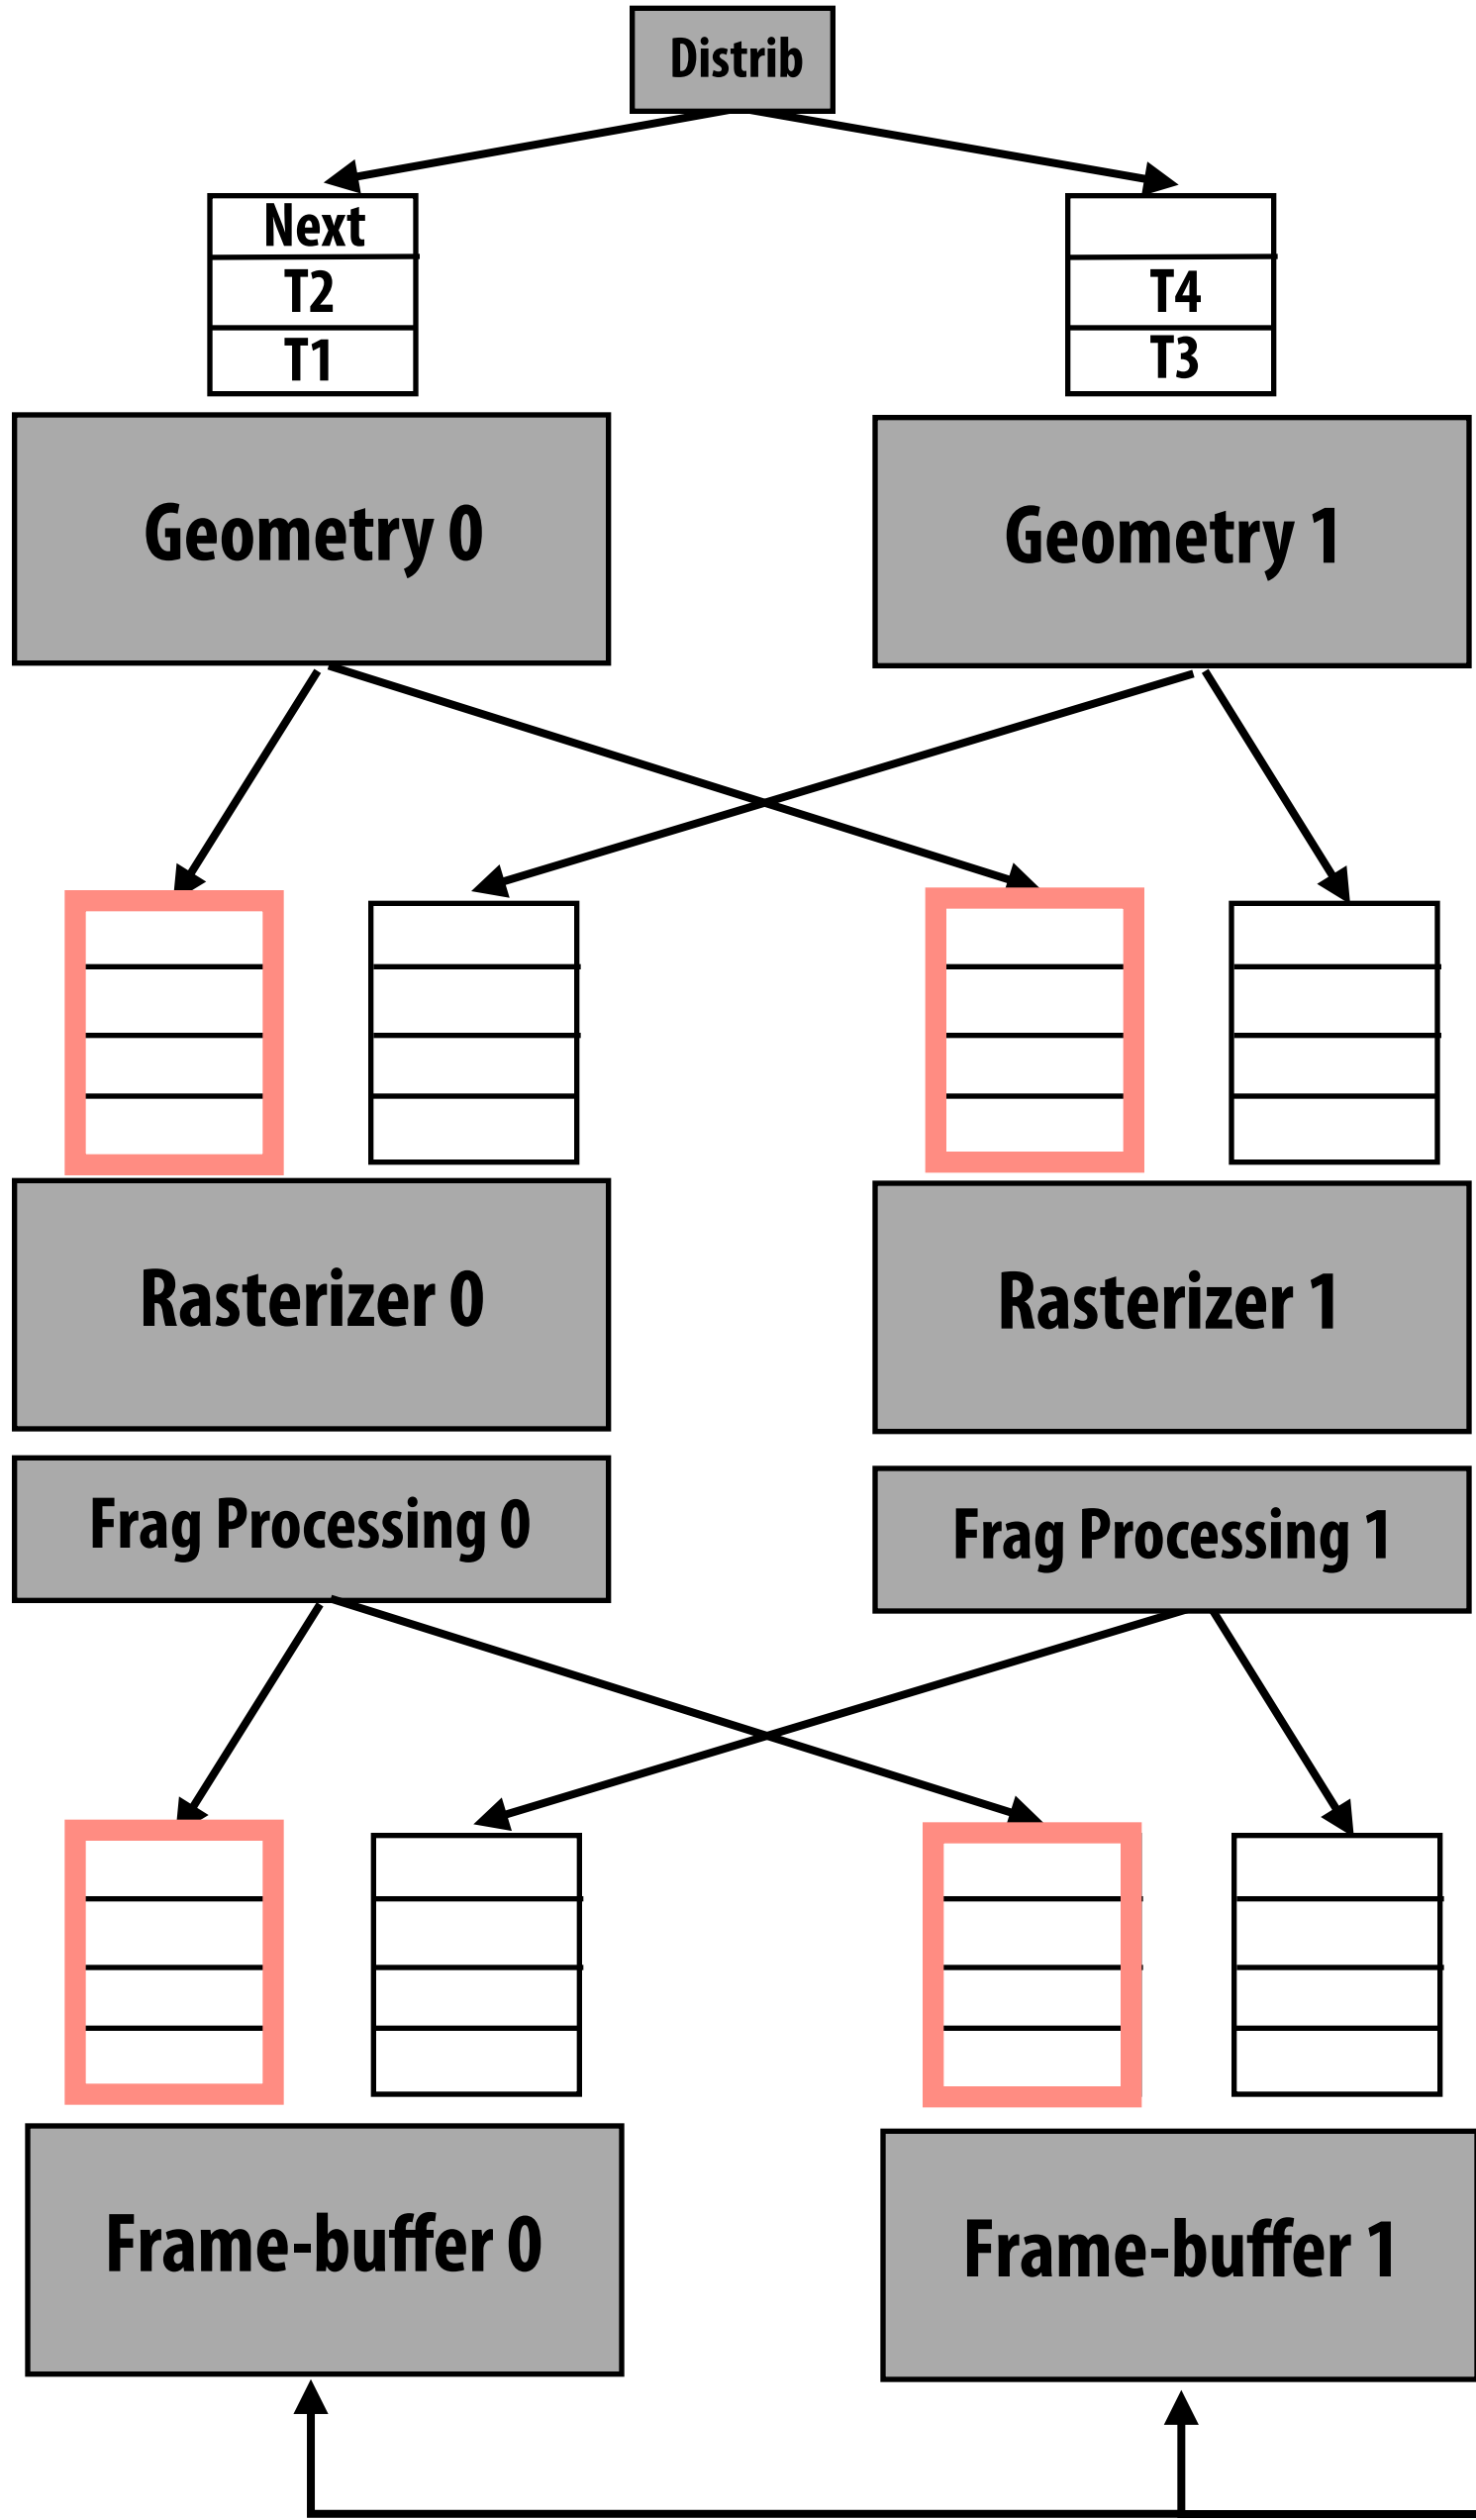 Distrib
Next
T2
T1
T4
T3
Geometry 0
Geometry 1
Rasterizer 0
Rasterizer 1
Frag Processing 0
Frag Processing 1
Frame-buffer 0
Frame-buffer 1